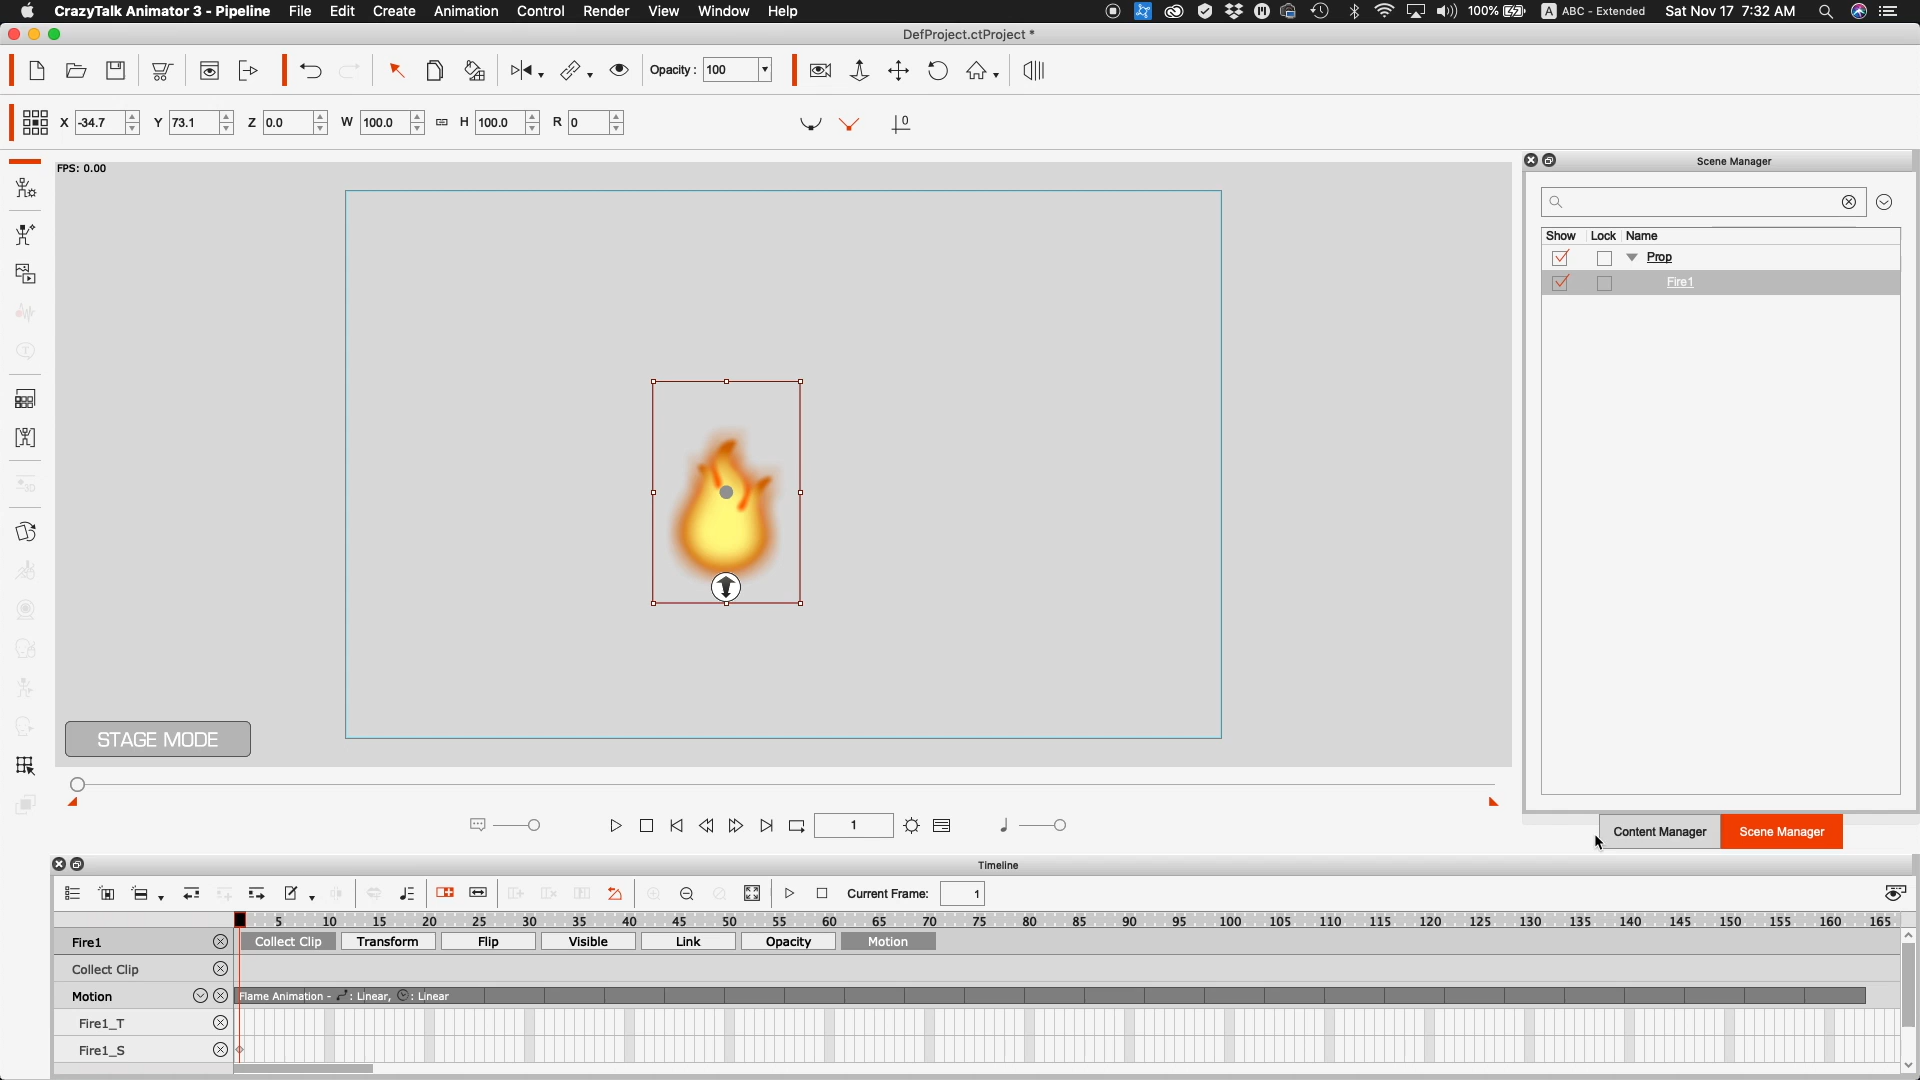 CrazyTalk Animator 3 - Pipeline File Edit Create Animation Control Render View Window Help 100% A ABC - Extended Sat Nov 17 7:32 AM
DefProject.ctProject *
Opacity : 100
X -34.7 Y 73.1 Z 0.0 W 100.0 H 100.0 R 0
FPS: 0.00
Scene Manager
Show Lock Name
Prop
Fire1
STAGE MODE
1
Content Manager Scene Manager
Timeline
Current Frame: 1
5 10 15 20 25 30 35 40 45 50 55 60 65 70 75 80 85 90 95 100 105 110 115 120 125 130 135 140 145 150 155 160 165
Fire1 Collect Clip Transform Flip Visible Link Opacity Motion
Collect Clip
Motion Flame Animation - : Linear, : Linear
Fire1_T
Fire1_S